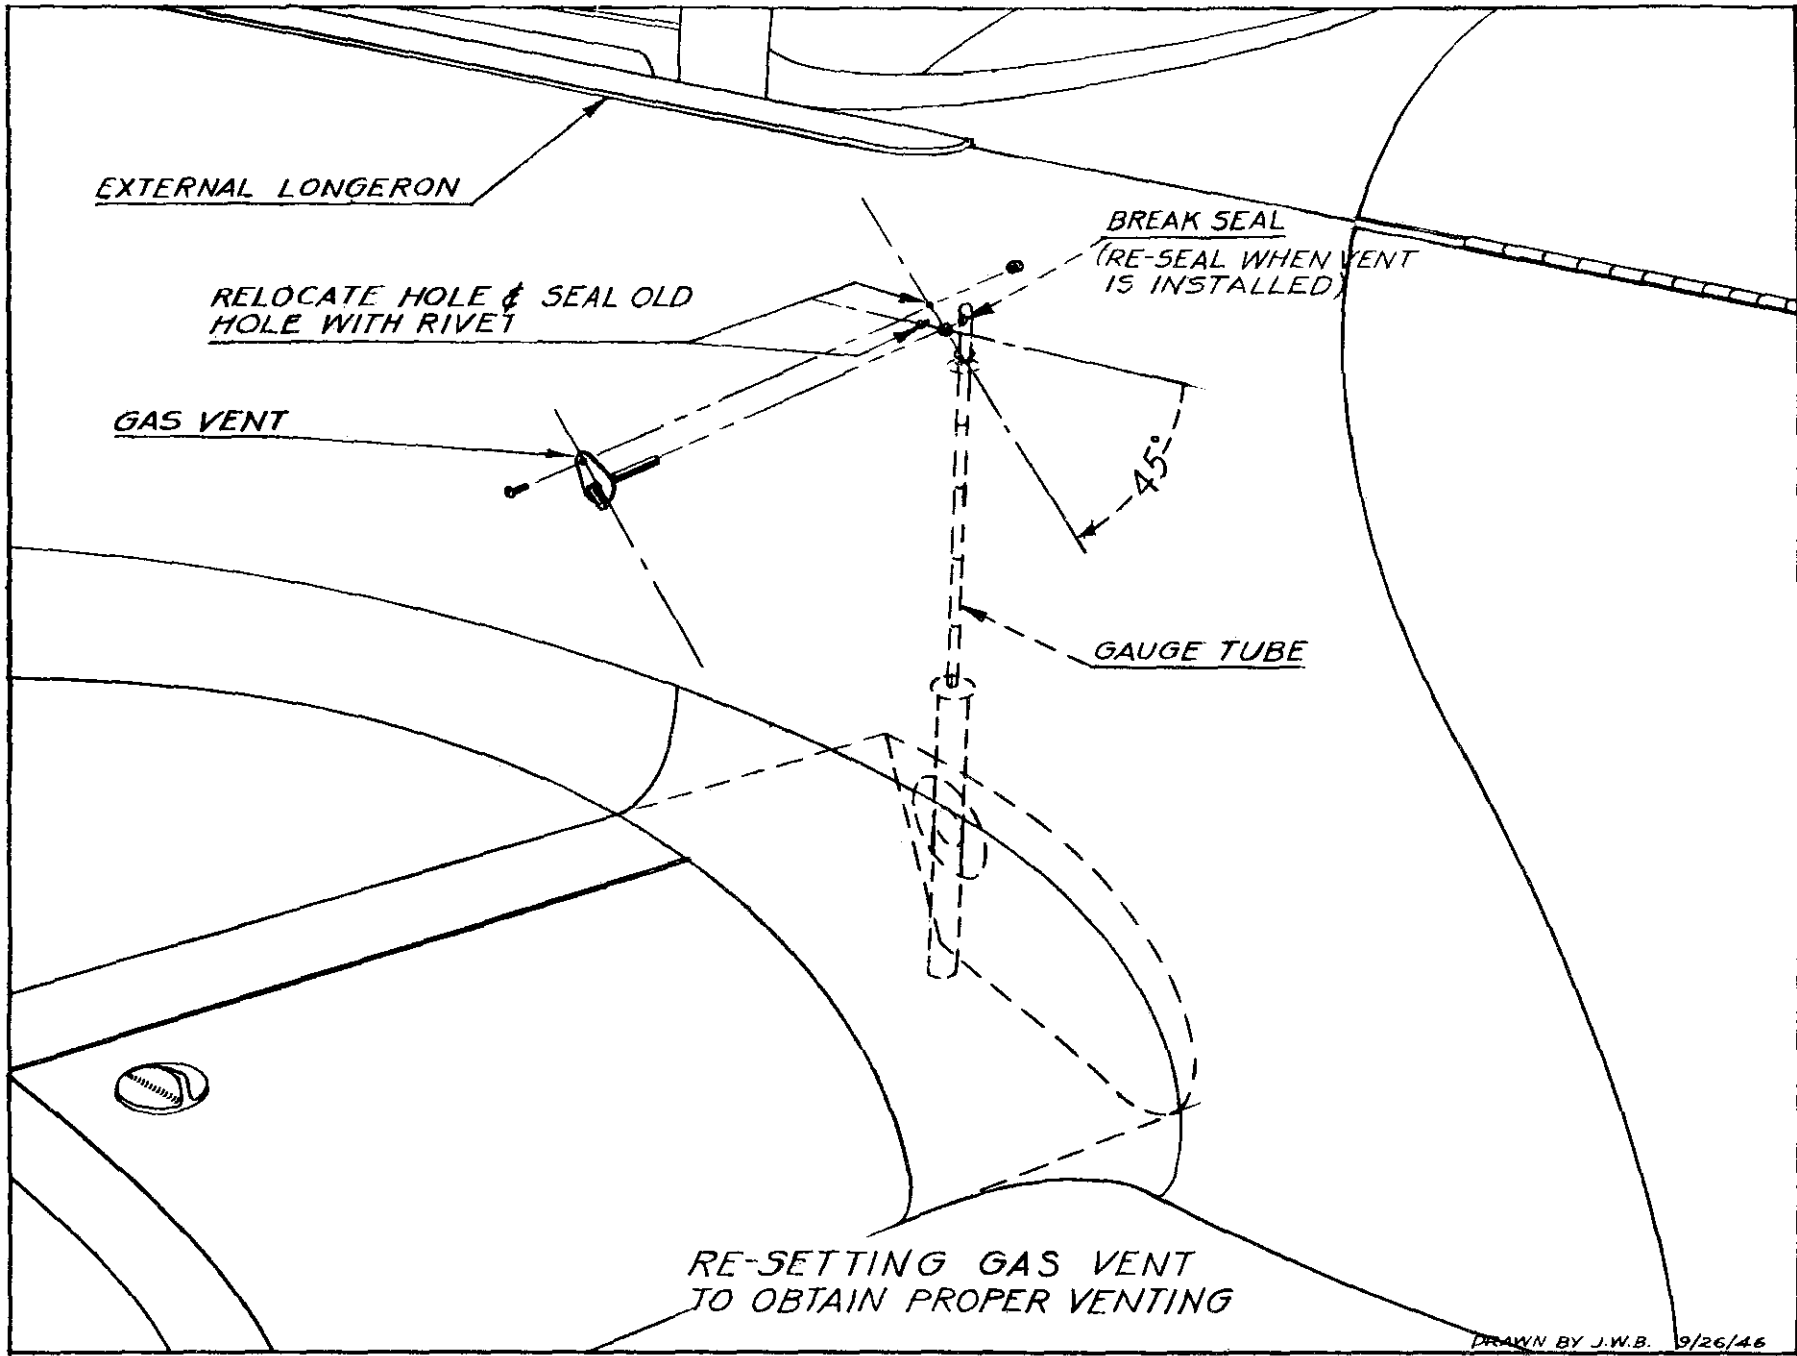 EXTERNAL LONGERON
BREAK SEAL
(RE-SEAL WHEN VENT
IS INSTALLED)
RELOCATE HOLE & SEAL OLD
HOLE WITH RIVET
GAS VENT
45°
GAUGE TUBE
RE-SETTING GAS VENT
TO OBTAIN PROPER VENTING
DRAWN BY J.W.B. 9/26/46